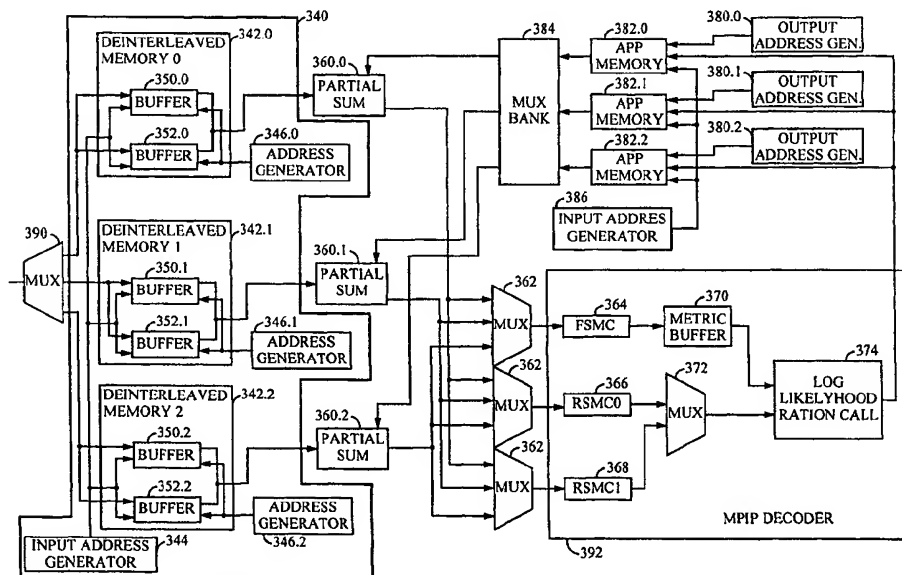 340
342.0
DEINTERLEAVED
MEMORY 0
350.0
BUFFER
352.0
BUFFER
346.0
ADDRESS
GENERATOR
360.0
PARTIAL
SUM
384
MUX
BANK
382.0
APP
MEMORY
382.1
APP
MEMORY
382.2
APP
MEMORY
380.0
OUTPUT
ADDRESS GEN.
380.1
OUTPUT
ADDRESS GEN.
380.2
OUTPUT
ADDRESS GEN.
386
INPUT ADDRES
GENERATOR
390
MUX
342.1
DEINTERLEAVED
MEMORY 1
350.1
BUFFER
352.1
BUFFER
346.1
ADDRESS
GENERATOR
360.1
PARTIAL
SUM
342.2
DEINTERLEAVED
MEMORY 2
350.2
BUFFER
352.2
BUFFER
ADDRESS
GENERATOR
346.2
360.2
PARTIAL
SUM
INPUT ADDRESS
GENERATOR
344
362
MUX
362
MUX
362
MUX
364
FSMC
366
RSMC0
368
RSMC1
370
METRIC
BUFFER
372
MUX
374
LOG
LIKELYHOOD
RATION CALL
MPIP DECODER
392